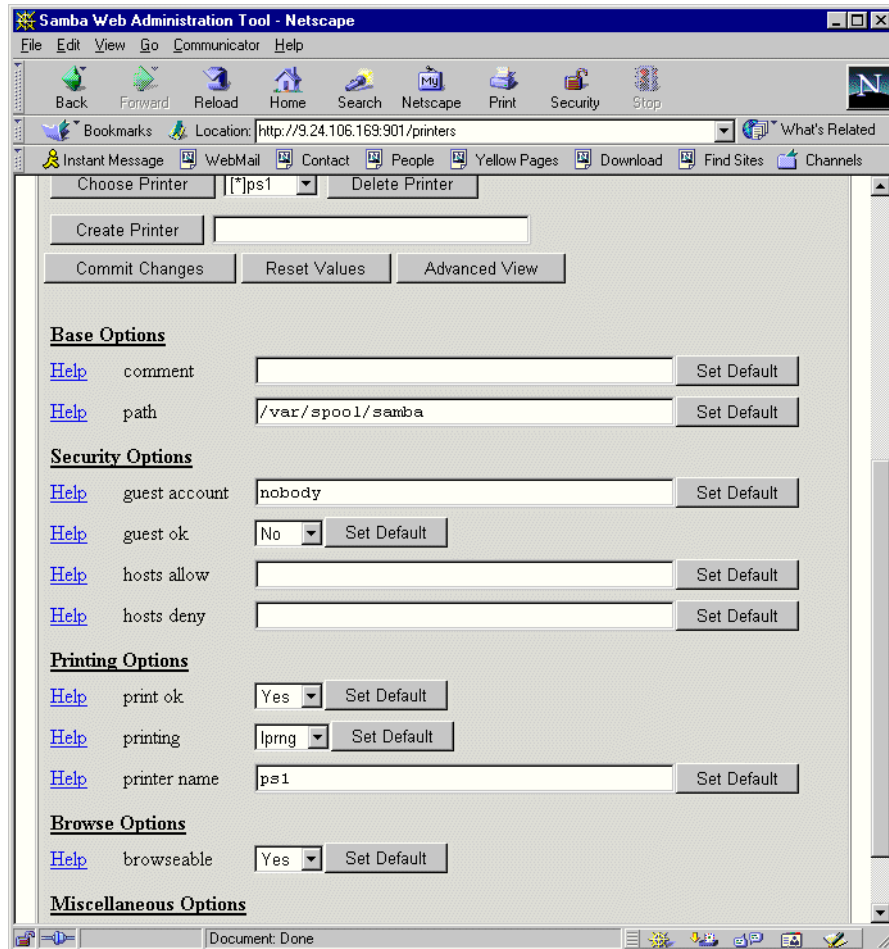 Samba Web Administration Tool - Netscape
File Edit View Go Communicator Help
Back Forward Reload Home Search Netscape Print Security Stop
My
N
Bookmarks Location: http://9.24.106.169:901/printers What's Related
Instant Message WebMail Contact People Yellow Pages Download Find Sites Channels
Choose Printer [*]ps1 Delete Printer
Create Printer
Commit Changes Reset Values Advanced View
Base Options
Help comment Set Default
Help path /var/spool/samba Set Default
Security Options
Help guest account nobody Set Default
Help guest ok No Set Default
Help hosts allow Set Default
Help hosts deny Set Default
Printing Options
Help print ok Yes Set Default
Help printing lprng Set Default
Help printer name ps1 Set Default
Browse Options
Help browseable Yes Set Default
Miscellaneous Options
Document: Done